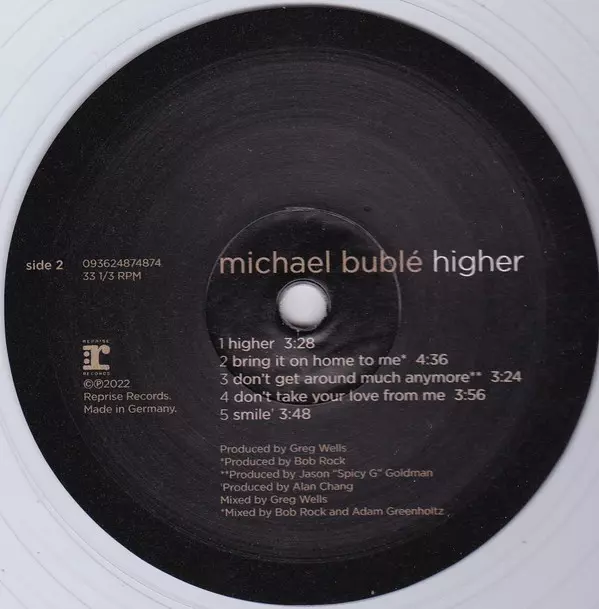 michael bublé higher
side 2
093624874874
33 1/3 RPM
1 higher 3:28
2 bring it on home to me* 4:36
3 don't get around much anymore** 3:24
4 don't take your love from me 3:56
5 smile' 3:48
REPRISE
r
RECORDS
©℗2022
Reprise Records.
Made in Germany.
Produced by Greg Wells
*Produced by Bob Rock
**Produced by Jason "Spicy G" Goldman
'Produced by Alan Chang
Mixed by Greg Wells
*Mixed by Bob Rock and Adam Greenholtz